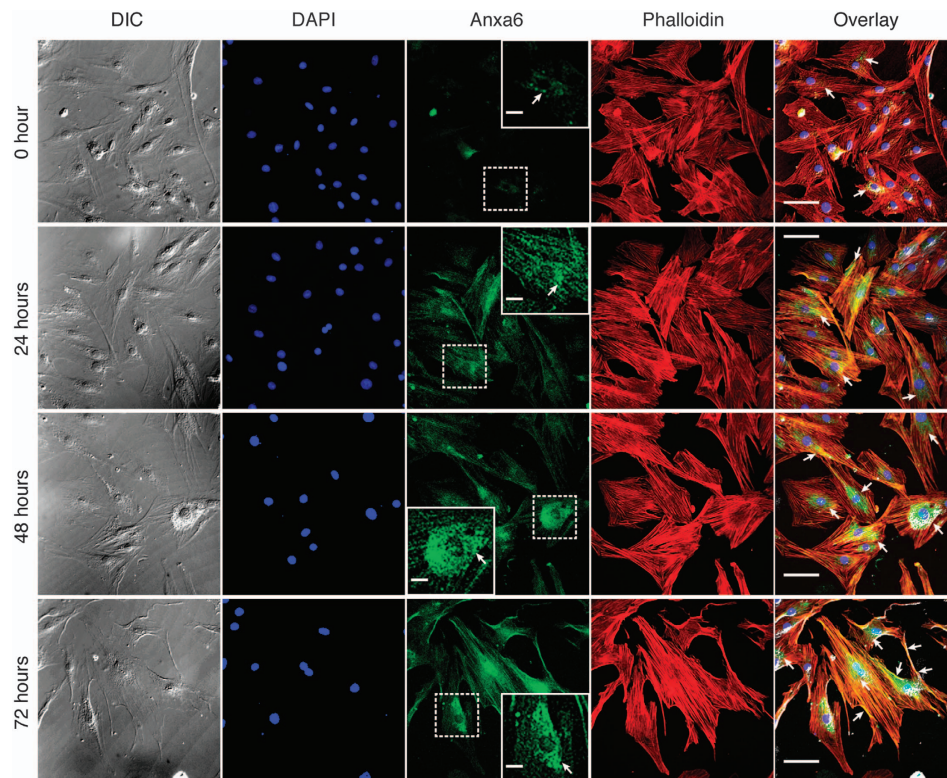 DIC
DAPI
Anxa6
Phalloidin
Overlay
0 hour
24 hours
48 hours
72 hours